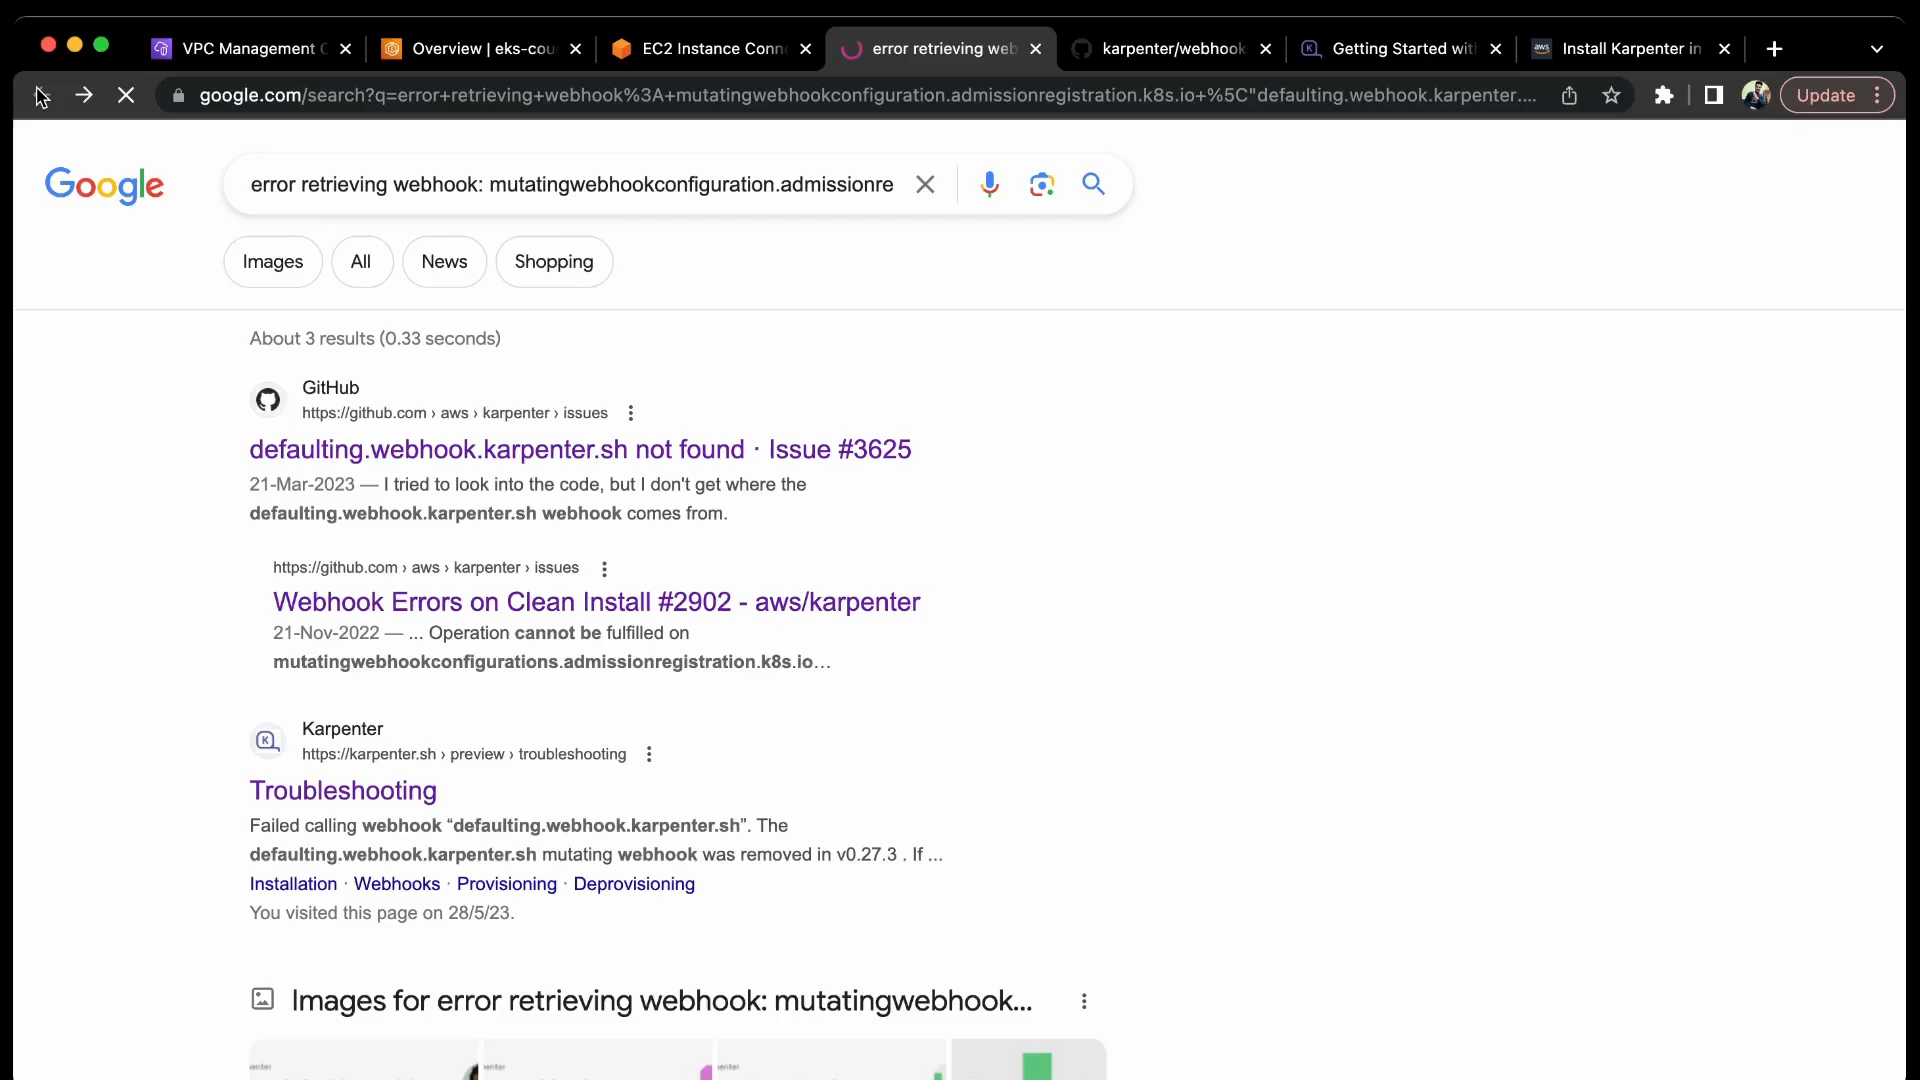 VPC Management C
Overview | eks-cou
EC2 Instance Conn
error retrieving web
karpenter/webhook
Getting Started wit
Install Karpenter in
google.com/search?q=error+retrieving+webhook%3A+mutatingwebhookconfiguration.admissionregistration.k8s.io+%5C"defaulting.webhook.karpenter....
Update
Google
error retrieving webhook: mutatingwebhookconfiguration.admissionre
Images
All
News
Shopping
About 3 results (0.33 seconds)
GitHub
https://github.com › aws › karpenter › issues
defaulting.webhook.karpenter.sh not found · Issue #3625
21-Mar-2023 — I tried to look into the code, but I don't get where the
defaulting.webhook.karpenter.sh webhook comes from.
https://github.com › aws › karpenter › issues
Webhook Errors on Clean Install #2902 - aws/karpenter
21-Nov-2022 — ... Operation cannot be fulfilled on
mutatingwebhookconfigurations.admissionregistration.k8s.io...
Karpenter
https://karpenter.sh › preview › troubleshooting
Troubleshooting
Failed calling webhook “defaulting.webhook.karpenter.sh”. The
defaulting.webhook.karpenter.sh mutating webhook was removed in v0.27.3 . If ...
Installation · Webhooks · Provisioning · Deprovisioning
You visited this page on 28/5/23.
Images for error retrieving webhook: mutatingwebhook...